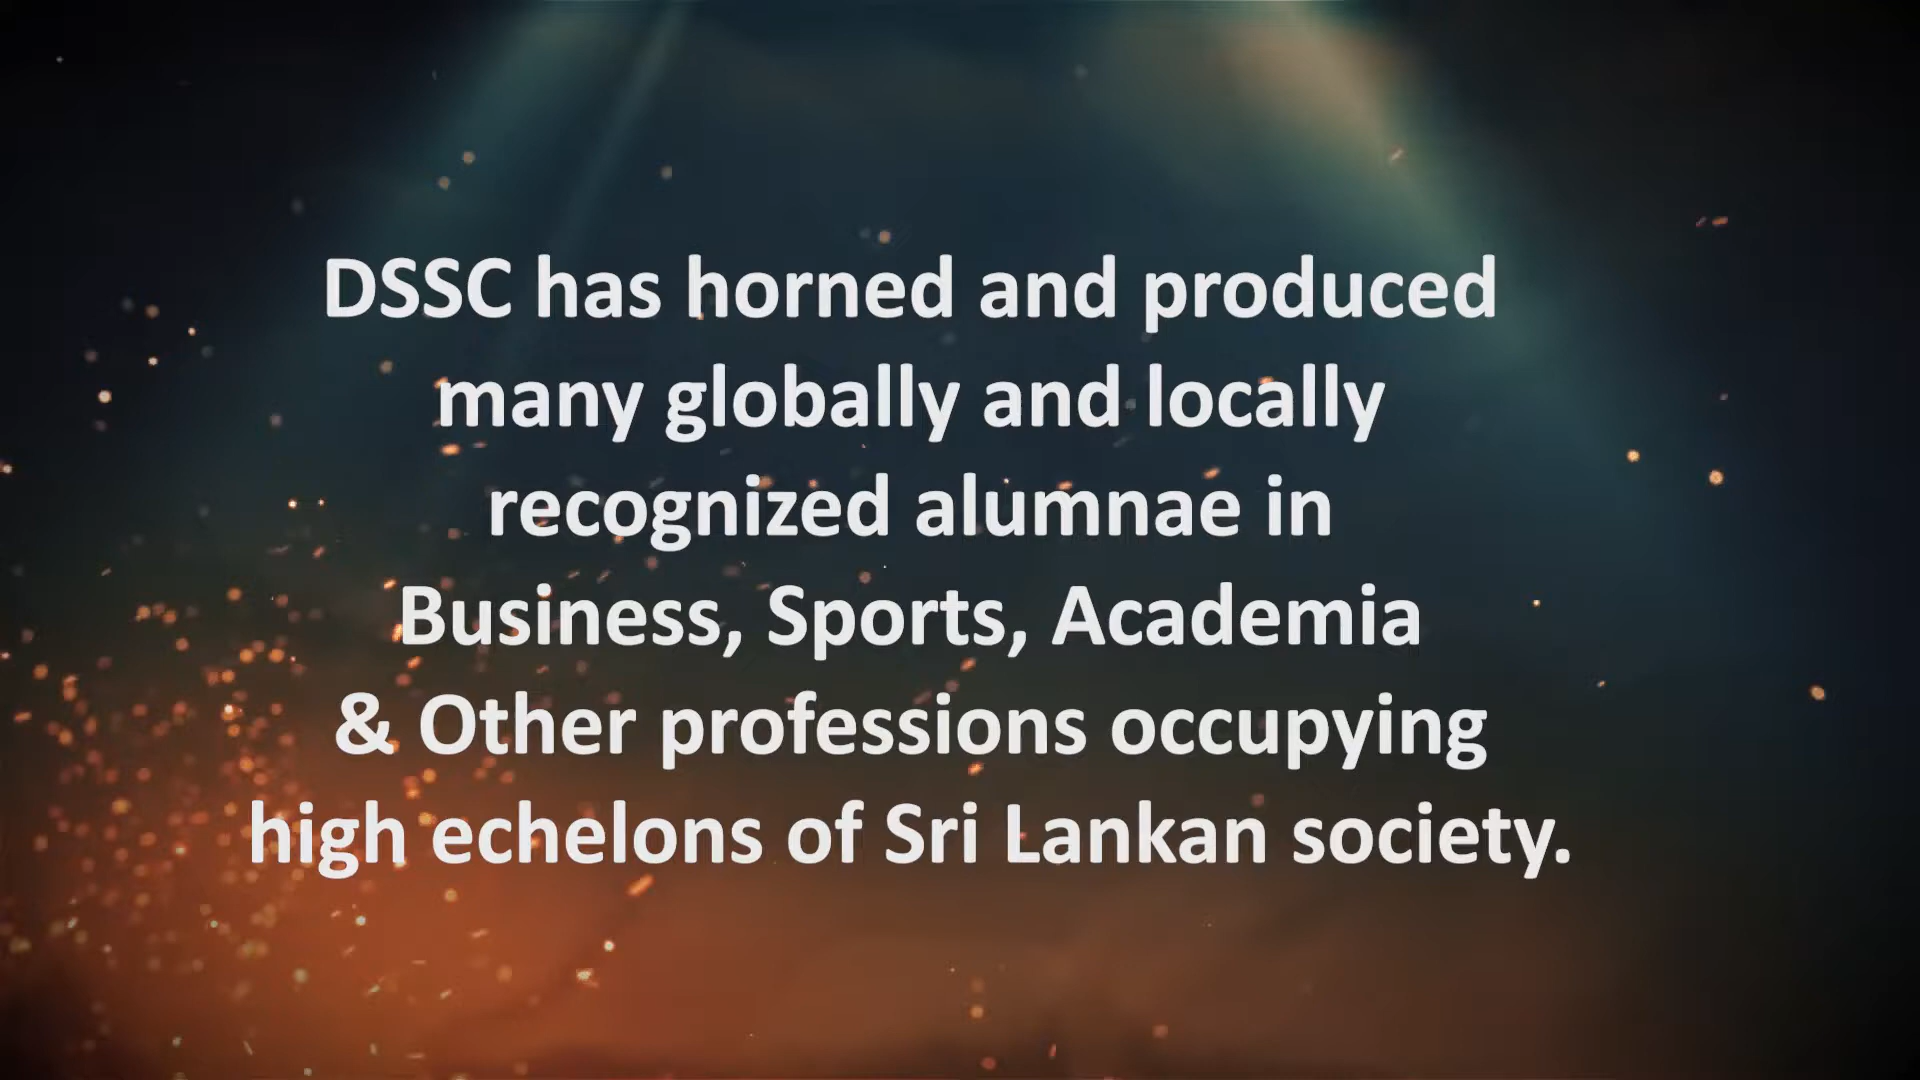 DSSC has horned and produced
many globally and locally
recognized alumnae in
Business, Sports, Academia
& Other professions occupying
high echelons of Sri Lankan society.